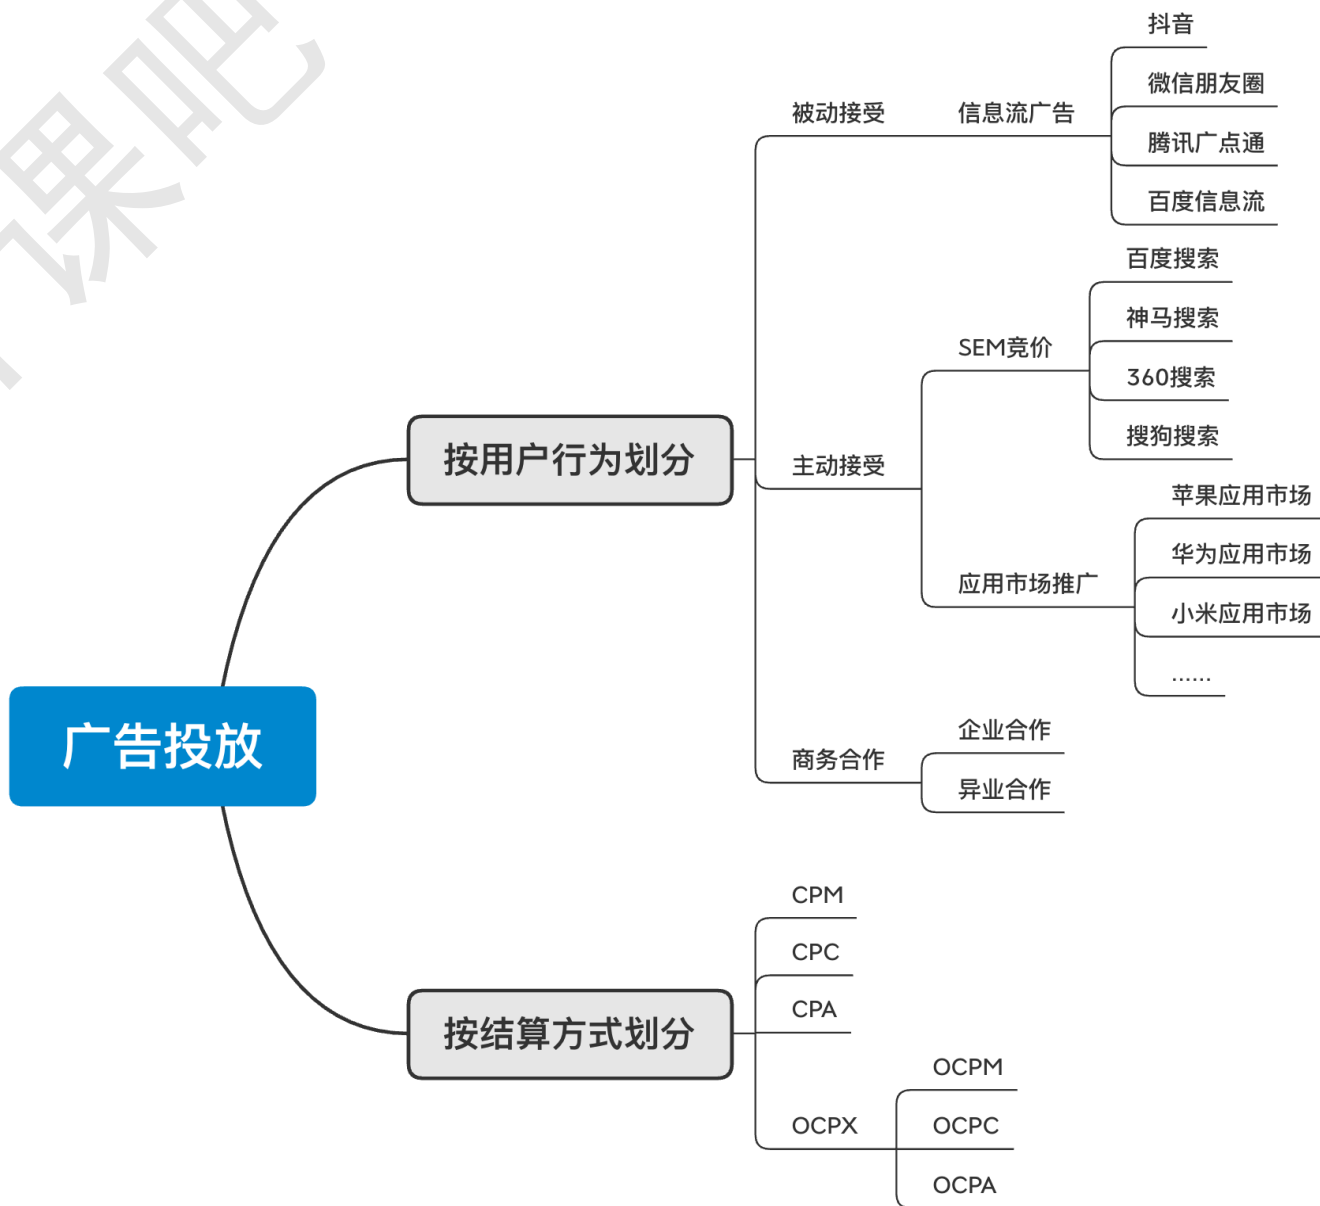 课吧
广告投放
按用户行为划分
被动接受
信息流广告
抖音
微信朋友圈
腾讯广点通
百度信息流
主动接受
SEM竞价
百度搜索
神马搜索
360搜索
搜狗搜索
应用市场推广
苹果应用市场
华为应用市场
小米应用市场
......
商务合作
企业合作
异业合作
按结算方式划分
CPM
CPC
CPA
OCPX
OCPM
OCPC
OCPA